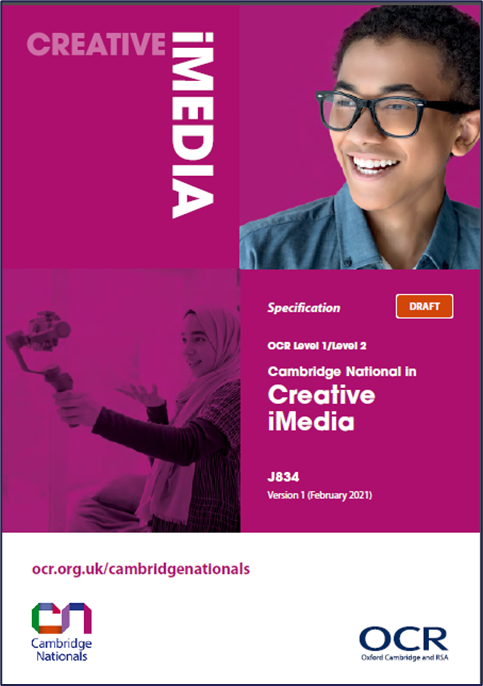 CREATIVE
iMEDIA
Specification
DRAFT
OCR Level 1/Level 2
Cambridge National in
Creative
iMedia
J834
Version 1 (February 2021)
ocr.org.uk/cambridgenationals
Cambridge
Nationals
OCR
Oxford Cambridge and RSA